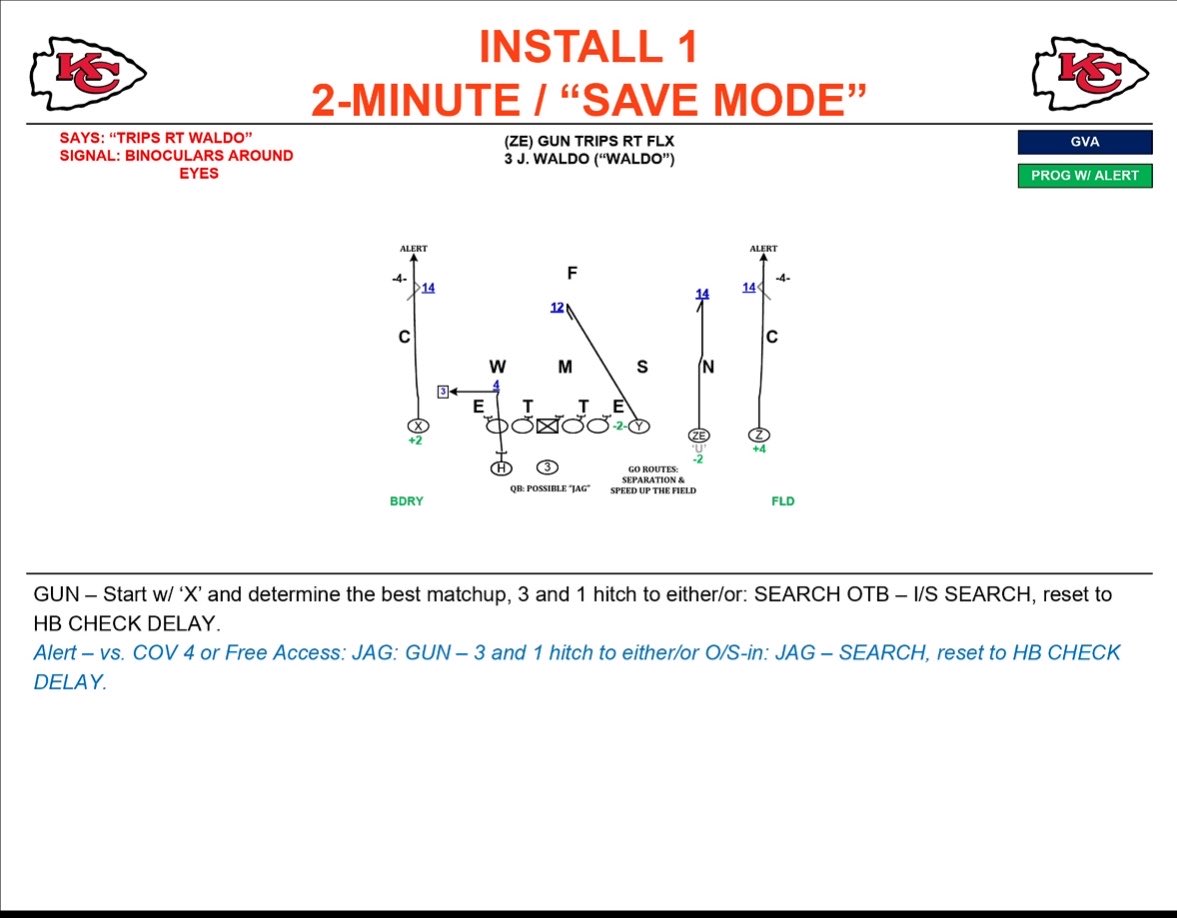 KC
KC
INSTALL 1
2-MINUTE / “SAVE MODE”
SAYS: “TRIPS RT WALDO”
SIGNAL: BINOCULARS AROUND
EYES
(ZE) GUN TRIPS RT FLX
3 J. WALDO (“WALDO”)
GVA
PROG W/ ALERT
ALERT
ALERT
F
-4-
-4-
14
14
14
12
C
C
W
M
S
N
3
4
E
T
T
E
X
-2-
Y
ZE
Z
+2
'U'
+4
-2
H
3
QB: POSSIBLE "JAG"
GO ROUTES:
SEPARATION &
SPEED UP THE FIELD
BDRY
FLD
GUN – Start w/ ‘X’ and determine the best matchup, 3 and 1 hitch to either/or: SEARCH OTB – I/S SEARCH, reset to
HB CHECK DELAY.
Alert – vs. COV 4 or Free Access: JAG: GUN – 3 and 1 hitch to either/or O/S-in: JAG – SEARCH, reset to HB CHECK
DELAY.